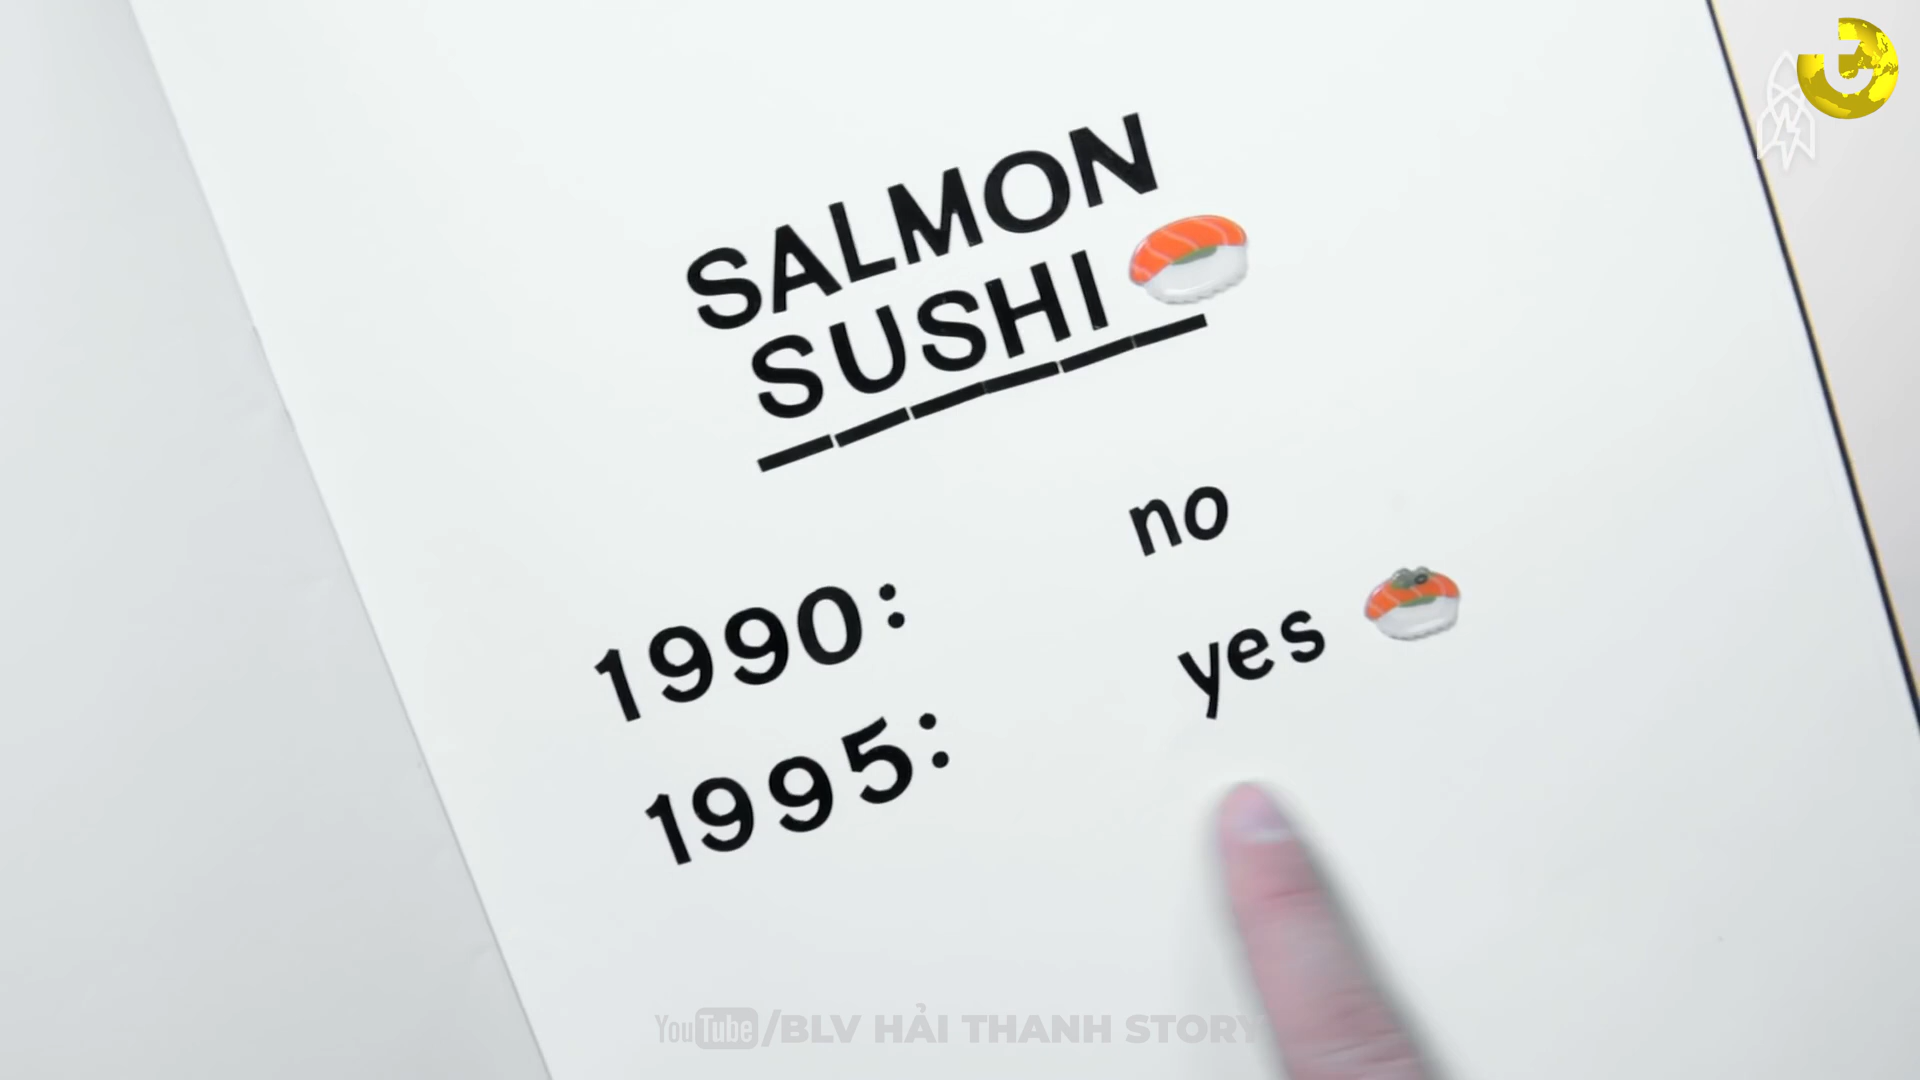 SALMON
SUSHI
1990: no
1995: yes
YouTube/BLV HẢI THANH STORY